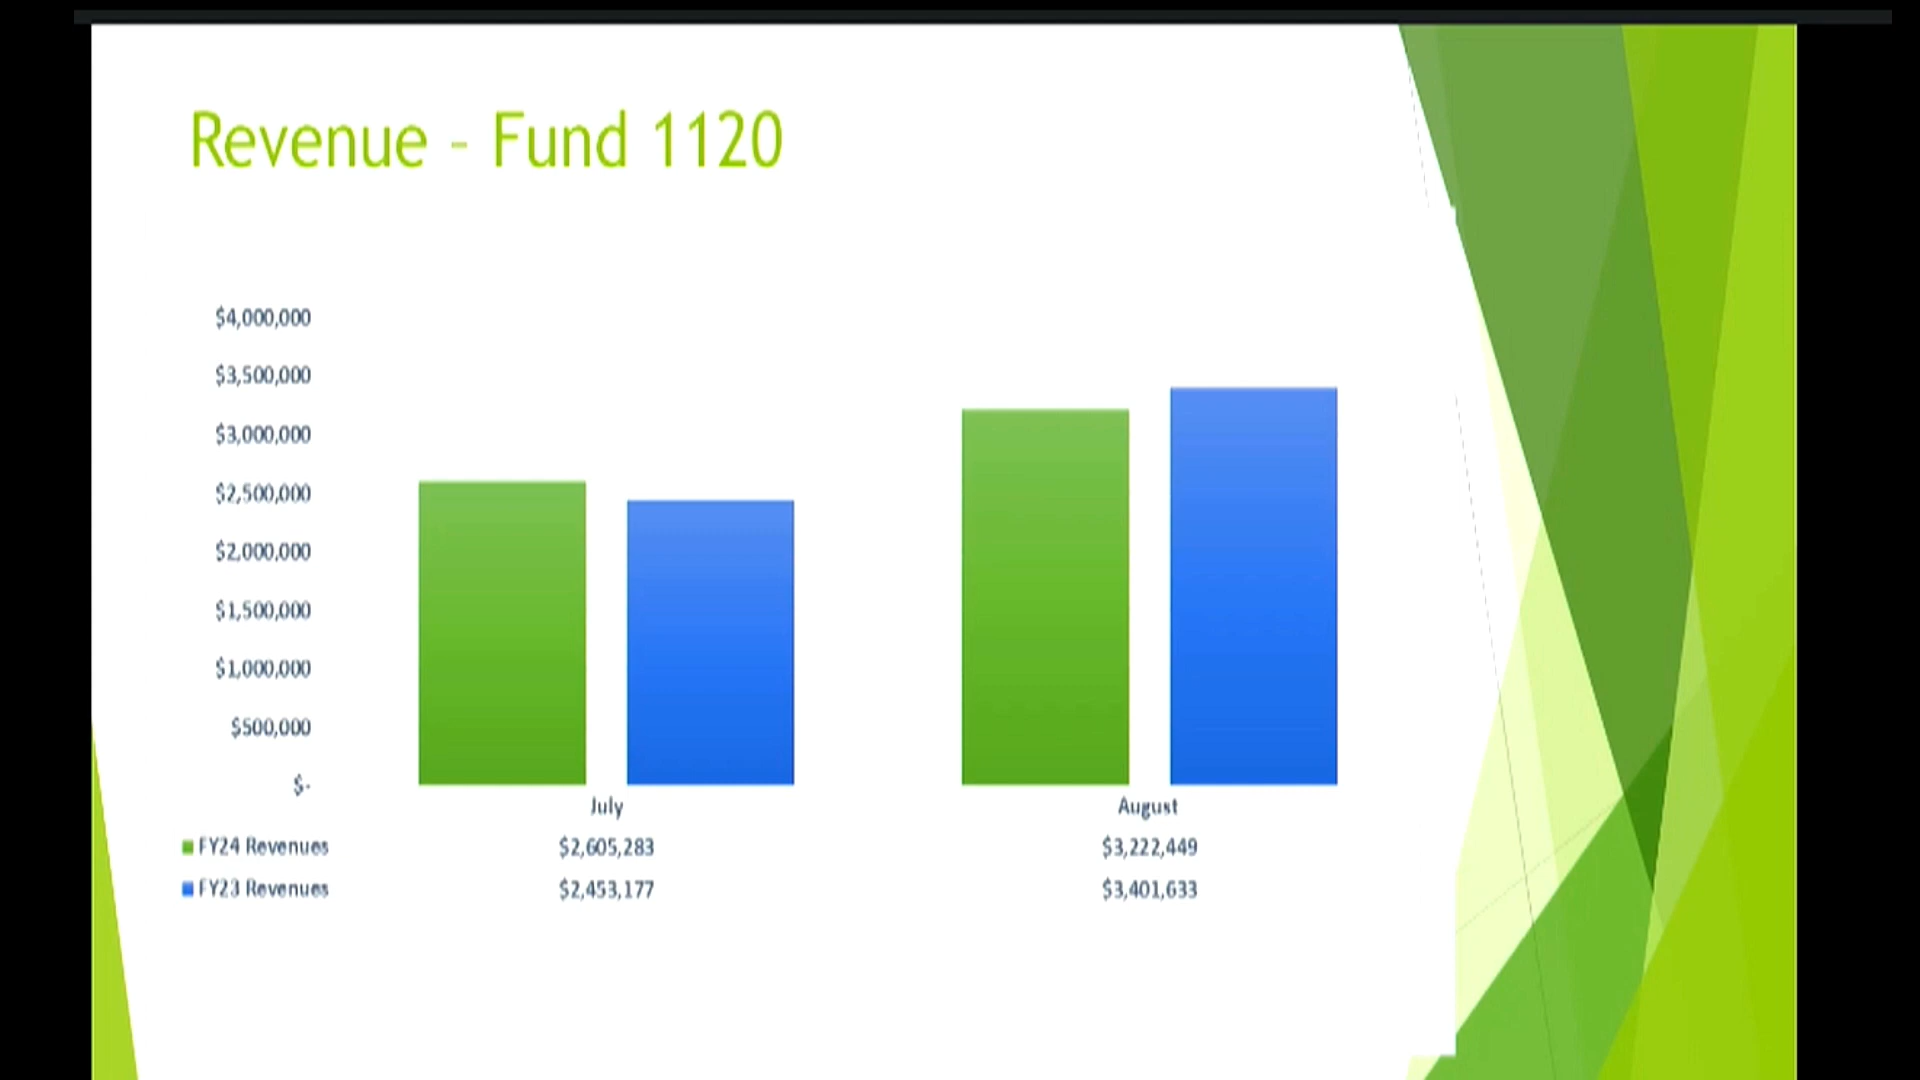 Revenue - Fund 1120
$4,000,000
$3,500,000
$3,000,000
$2,500,000
$2,000,000
$1,500,000
$1,000,000
$500,000
$-
July August
FY24 Revenues $2,605,283 $3,222,449
FY23 Revenues $2,453,177 $3,401,633